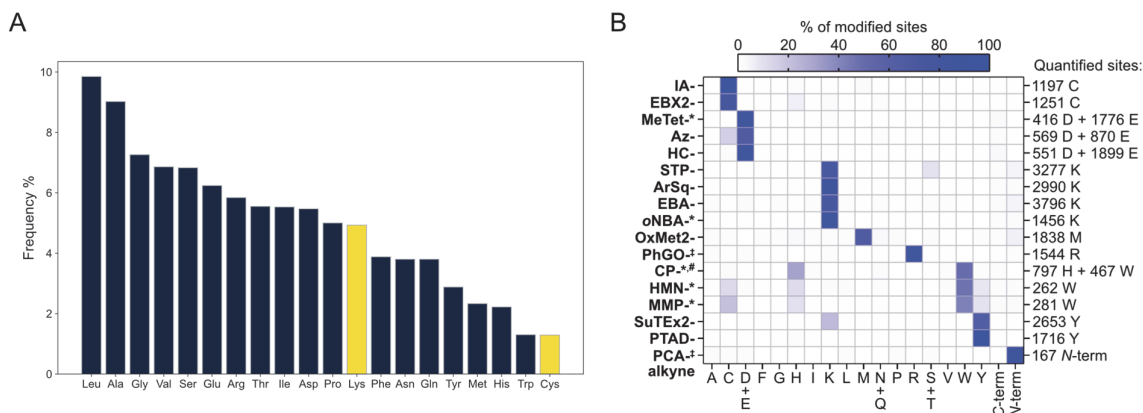 A
Frequency %
10
8
6
4
2
0
Leu Ala Gly Val Ser Glu Arg Thr Ile Asp Pro Lys Phe Asn Gln Tyr Met His Trp Cys
B
% of modified sites
0 20 40 60 80 100
Quantified sites:
IA- 1197 C
EBX2- 1251 C
MeTet-* 416 D + 1776 E
Az- 569 D + 870 E
HC- 551 D + 1899 E
STP- 3277 K
ArSq- 2990 K
EBA- 3796 K
oNBA-* 1456 K
OxMet2- 1838 M
PhGO-‡ 1544 R
CP-*,# 797 H + 467 W
HMN-* 262 W
MMP-* 281 W
SuTEx2- 2653 Y
PTAD- 1716 Y
PCA-‡ 167 N-term
alkyne
A C D+E F G H I K L M N+Q P R S+T V W Y C-term N-term